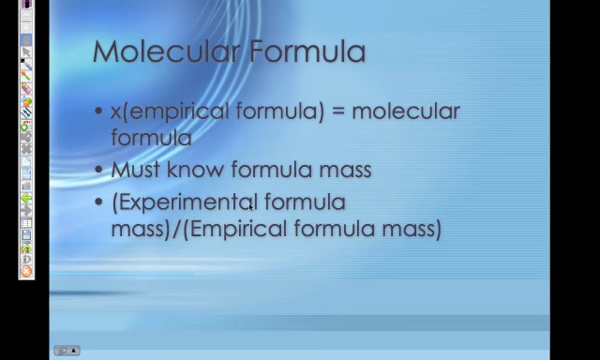 Molecular Formula
• x(empirical formula) = molecular
formula
• Must know formula mass
• (Experimental formula
mass)/(Empirical formula mass)